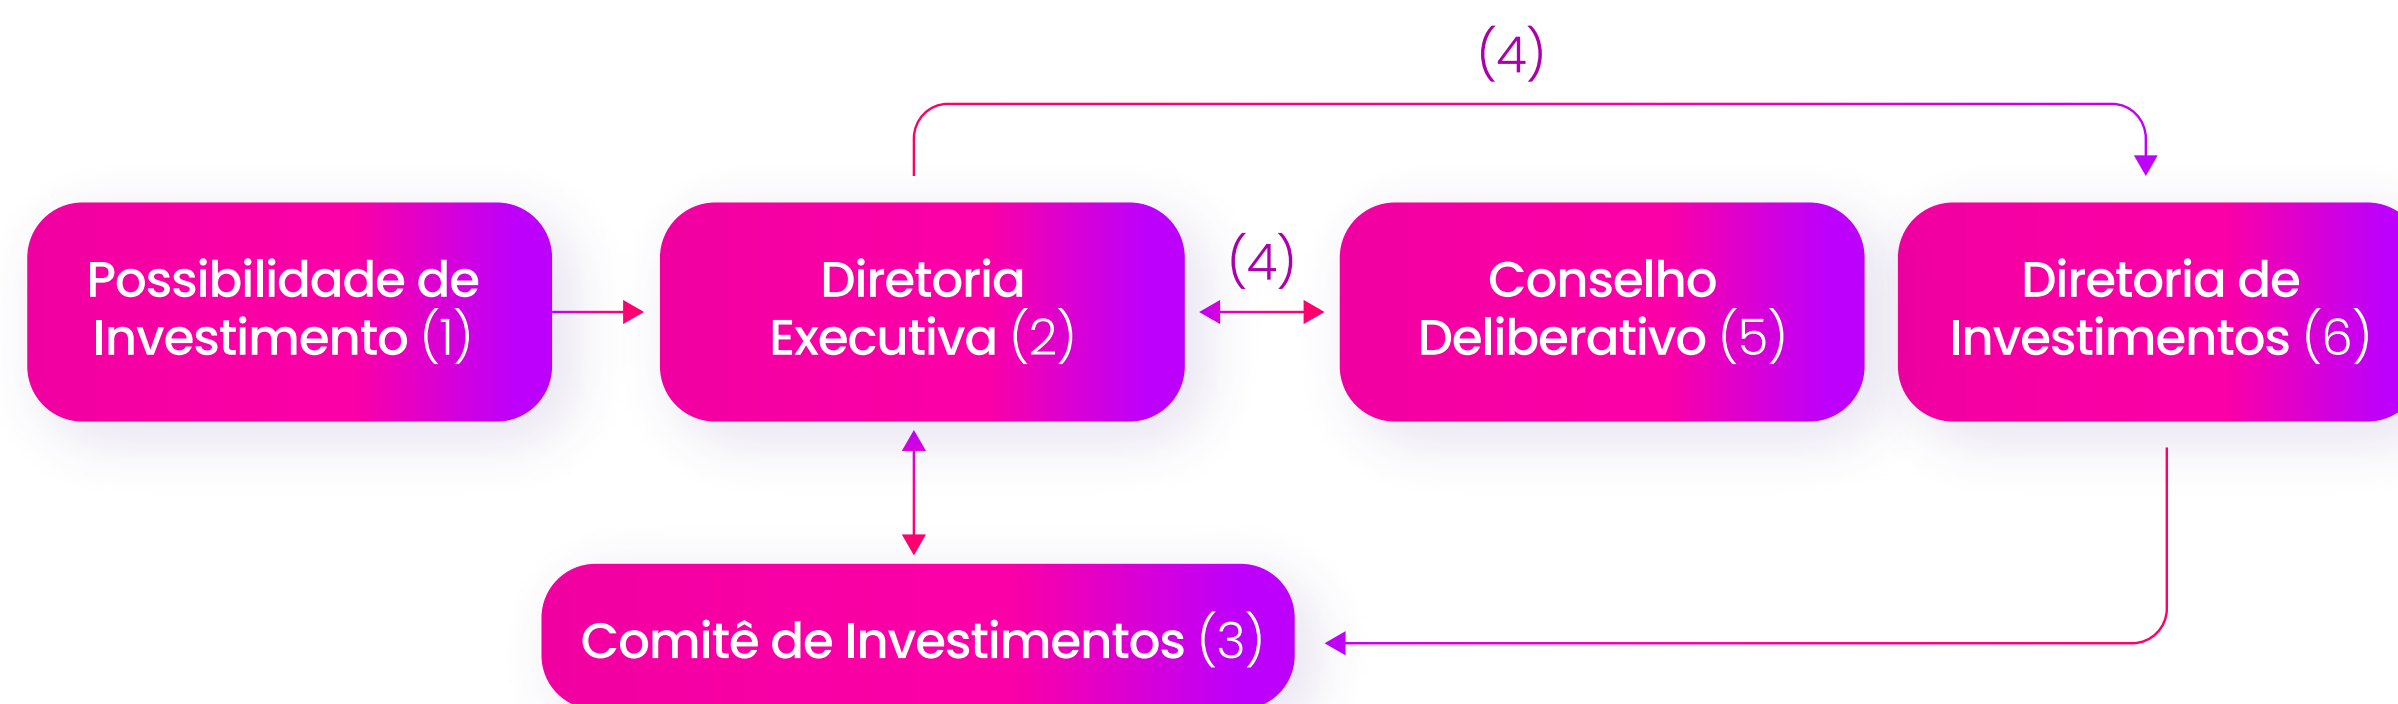 (4)
Possibilidade de
Investimento (1)
Diretoria
Executiva (2)
(4)
Conselho
Deliberativo (5)
Diretoria de
Investimentos (6)
Comitê de Investimentos (3)